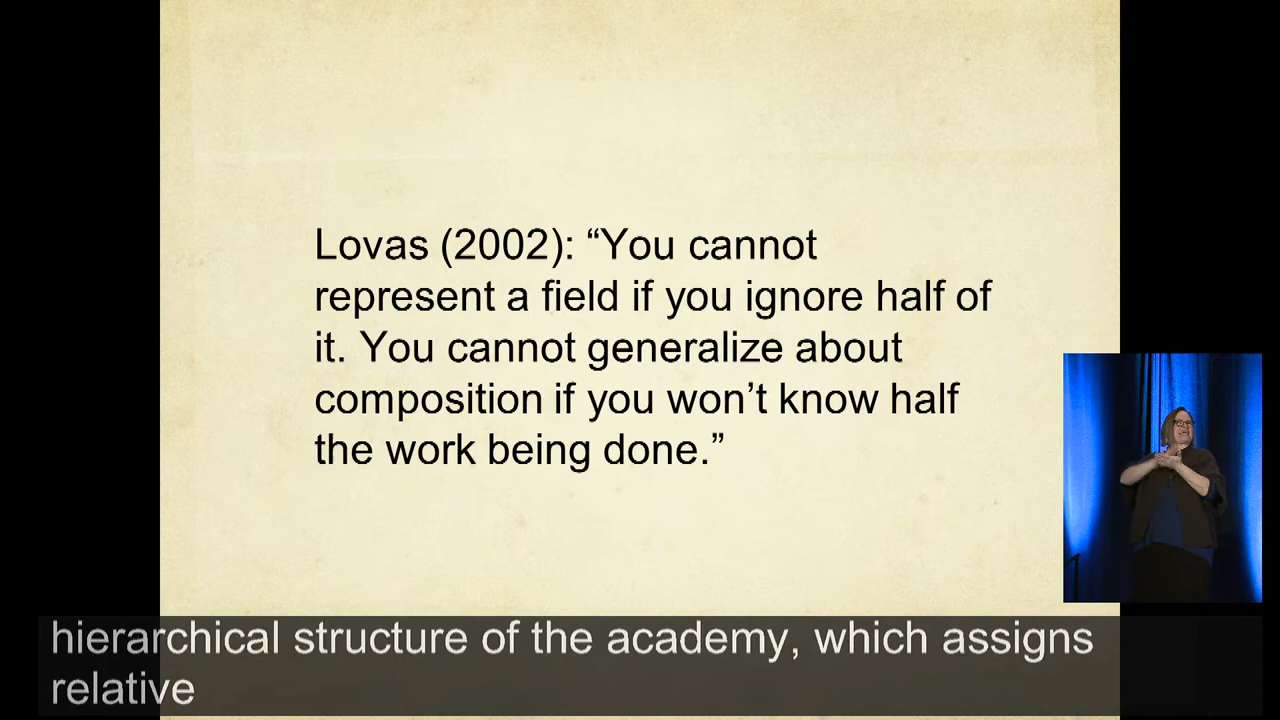 Lovas (2002): “You cannot
represent a field if you ignore half of
it. You cannot generalize about
composition if you won’t know half
the work being done.”
hierarchical structure of the academy, which assigns
relative